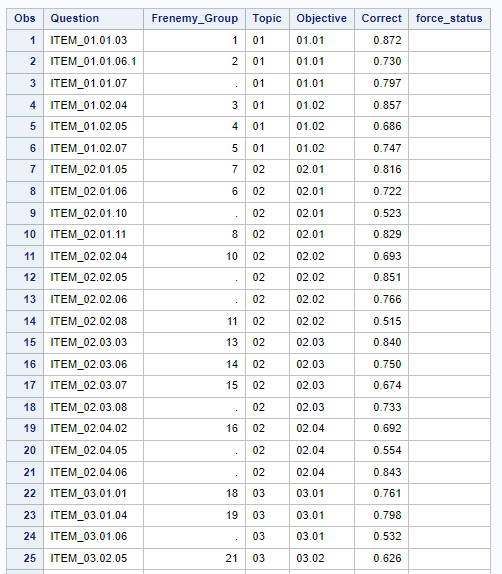 Obs Question Frenemy_Group Topic Objective Correct force_status
1 ITEM_01.01.03 1 01 01.01 0.872
2 ITEM_01.01.06.1 2 01 01.01 0.730
3 ITEM_01.01.07 . 01 01.01 0.797
4 ITEM_01.02.04 3 01 01.02 0.857
5 ITEM_01.02.05 4 01 01.02 0.686
6 ITEM_01.02.07 5 01 01.02 0.747
7 ITEM_02.01.05 7 02 02.01 0.816
8 ITEM_02.01.06 6 02 02.01 0.722
9 ITEM_02.01.10 . 02 02.01 0.523
10 ITEM_02.01.11 8 02 02.01 0.829
11 ITEM_02.02.04 10 02 02.02 0.693
12 ITEM_02.02.05 . 02 02.02 0.851
13 ITEM_02.02.06 . 02 02.02 0.766
14 ITEM_02.02.08 11 02 02.02 0.515
15 ITEM_02.03.03 13 02 02.03 0.840
16 ITEM_02.03.06 14 02 02.03 0.750
17 ITEM_02.03.07 15 02 02.03 0.674
18 ITEM_02.03.08 . 02 02.03 0.733
19 ITEM_02.04.02 16 02 02.04 0.692
20 ITEM_02.04.05 . 02 02.04 0.554
21 ITEM_02.04.06 . 02 02.04 0.843
22 ITEM_03.01.01 18 03 03.01 0.761
23 ITEM_03.01.04 19 03 03.01 0.798
24 ITEM_03.01.06 . 03 03.01 0.532
25 ITEM_03.02.05 21 03 03.02 0.626